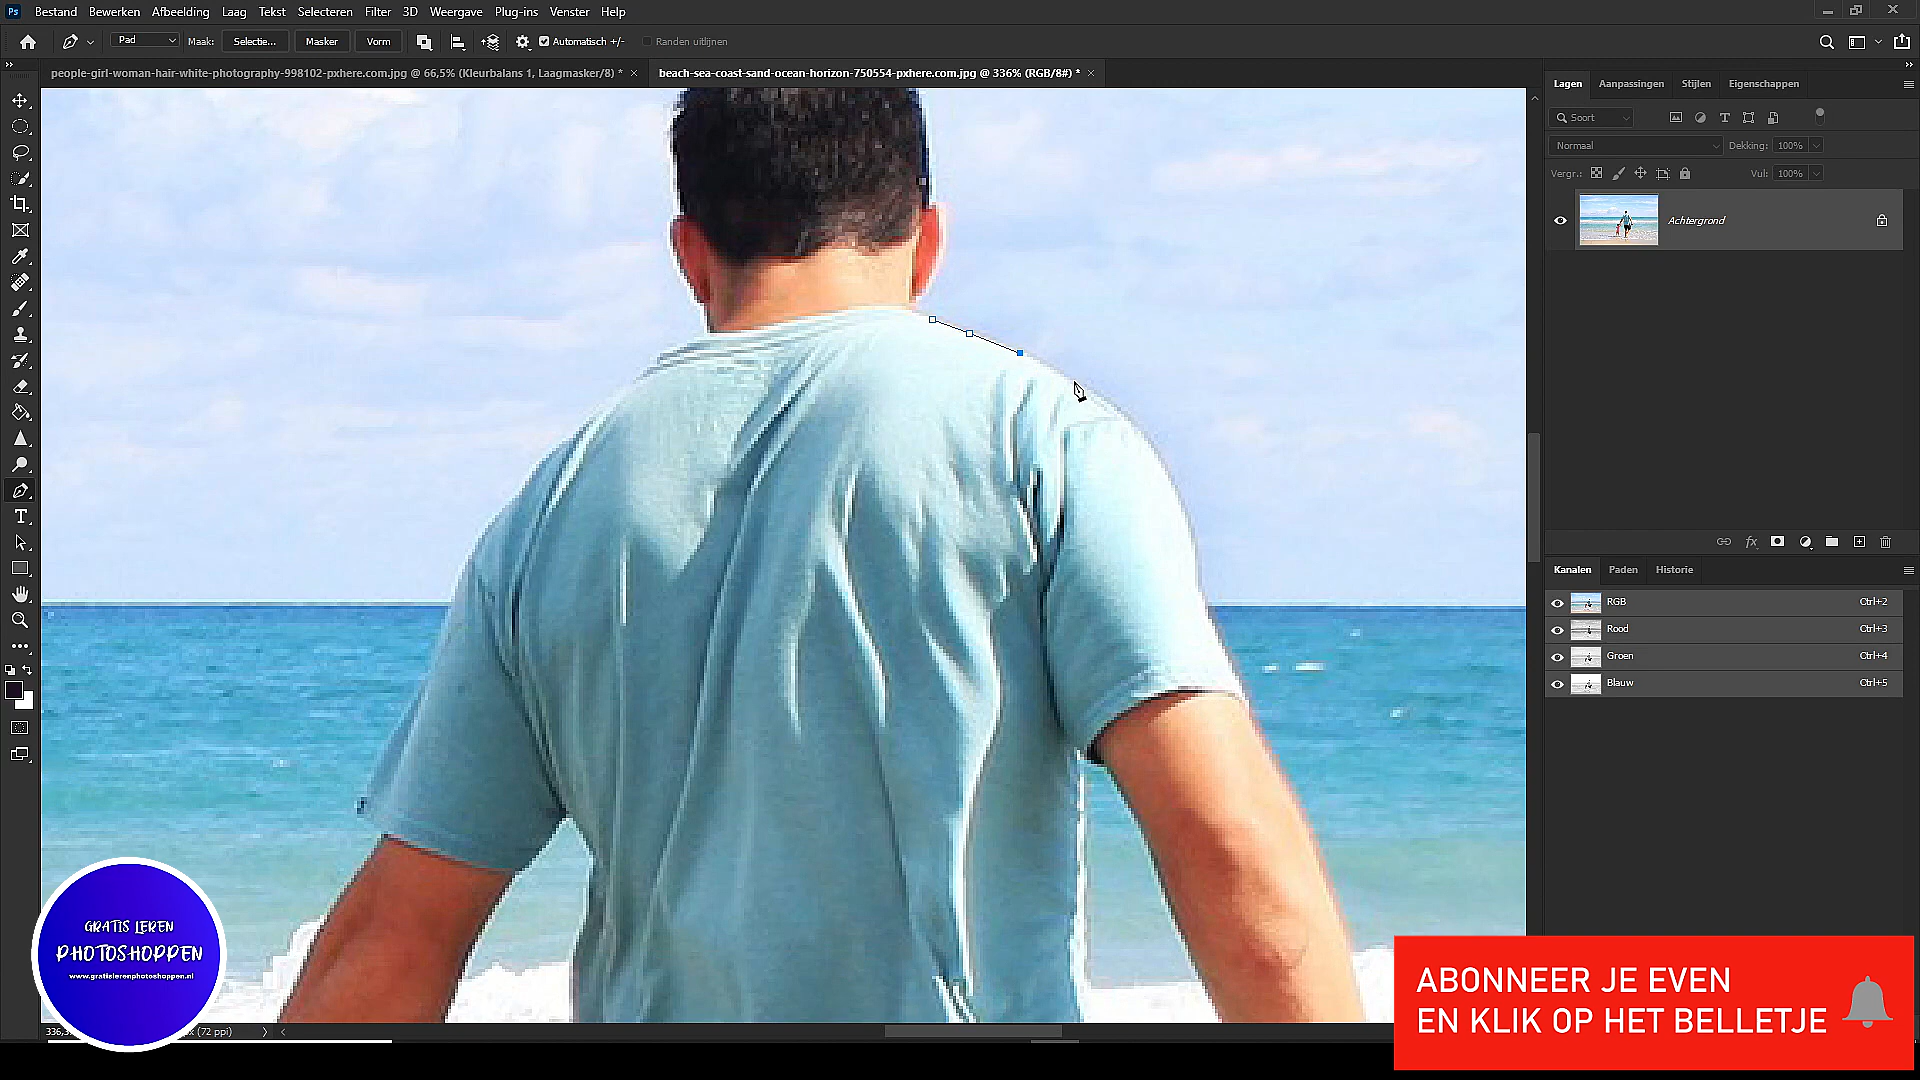 Ps Bestand Bewerken Afbeelding Laag Tekst Selecteren Filter 3D Weergave Plug-ins Venster Help
Pad Maak: Selectie... Masker Vorm Automatisch +/- Randen uitlijnen
people-girl-woman-hair-white-photography-998102-pxhere.com.jpg @ 66,5% (Kleurbalans 1, Laagmasker/8) * ×
beach-sea-coast-sand-ocean-horizon-750554-pxhere.com.jpg @ 336% (RGB/8#) * ×
Lagen Aanpassingen Stijlen Eigenschappen
Soort
Normaal Dekking: 100%
Vergr.: Vul: 100%
Achtergrond
Kanalen Paden Historie
RGB Ctrl+2
Rood Ctrl+3
Groen Ctrl+4
Blauw Ctrl+5
GRATIS LEREN
PHOTOSHOPPEN
www.gratislerenphotoshoppen.nl
(72 ppi)
ABONNEER JE EVEN
EN KLIK OP HET BELLETJE